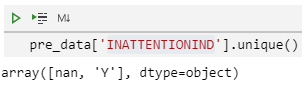 M↓
pre_data['INATTENTIONIND'].unique()
array([nan, 'Y'], dtype=object)